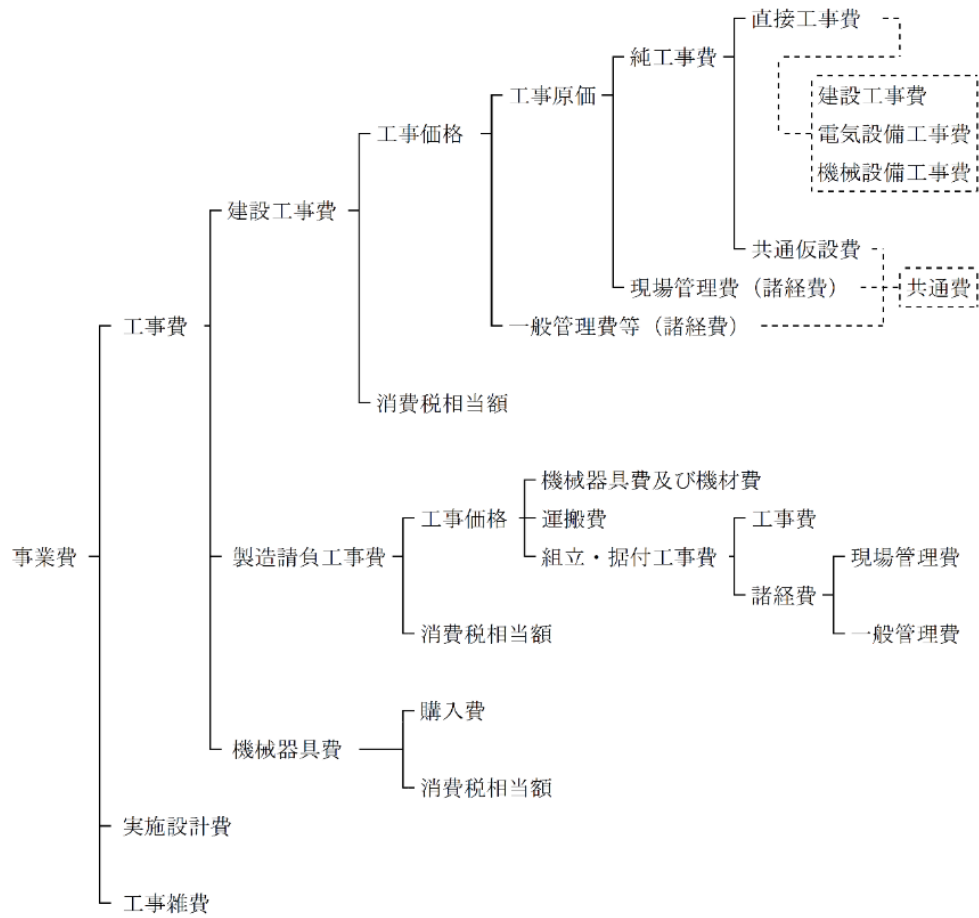 直接工事費
純工事費
建設工事費
工事原価
電気設備工事費
工事価格
機械設備工事費
建設工事費
共通仮設費
現場管理費（諸経費）
共通費
工事費
一般管理費等（諸経費）
消費税相当額
機械器具費及び機材費
工事価格
運搬費
工事費
事業費
製造請負工事費
組立・据付工事費
現場管理費
諸経費
消費税相当額
一般管理費
購入費
機械器具費
消費税相当額
実施設計費
工事雑費